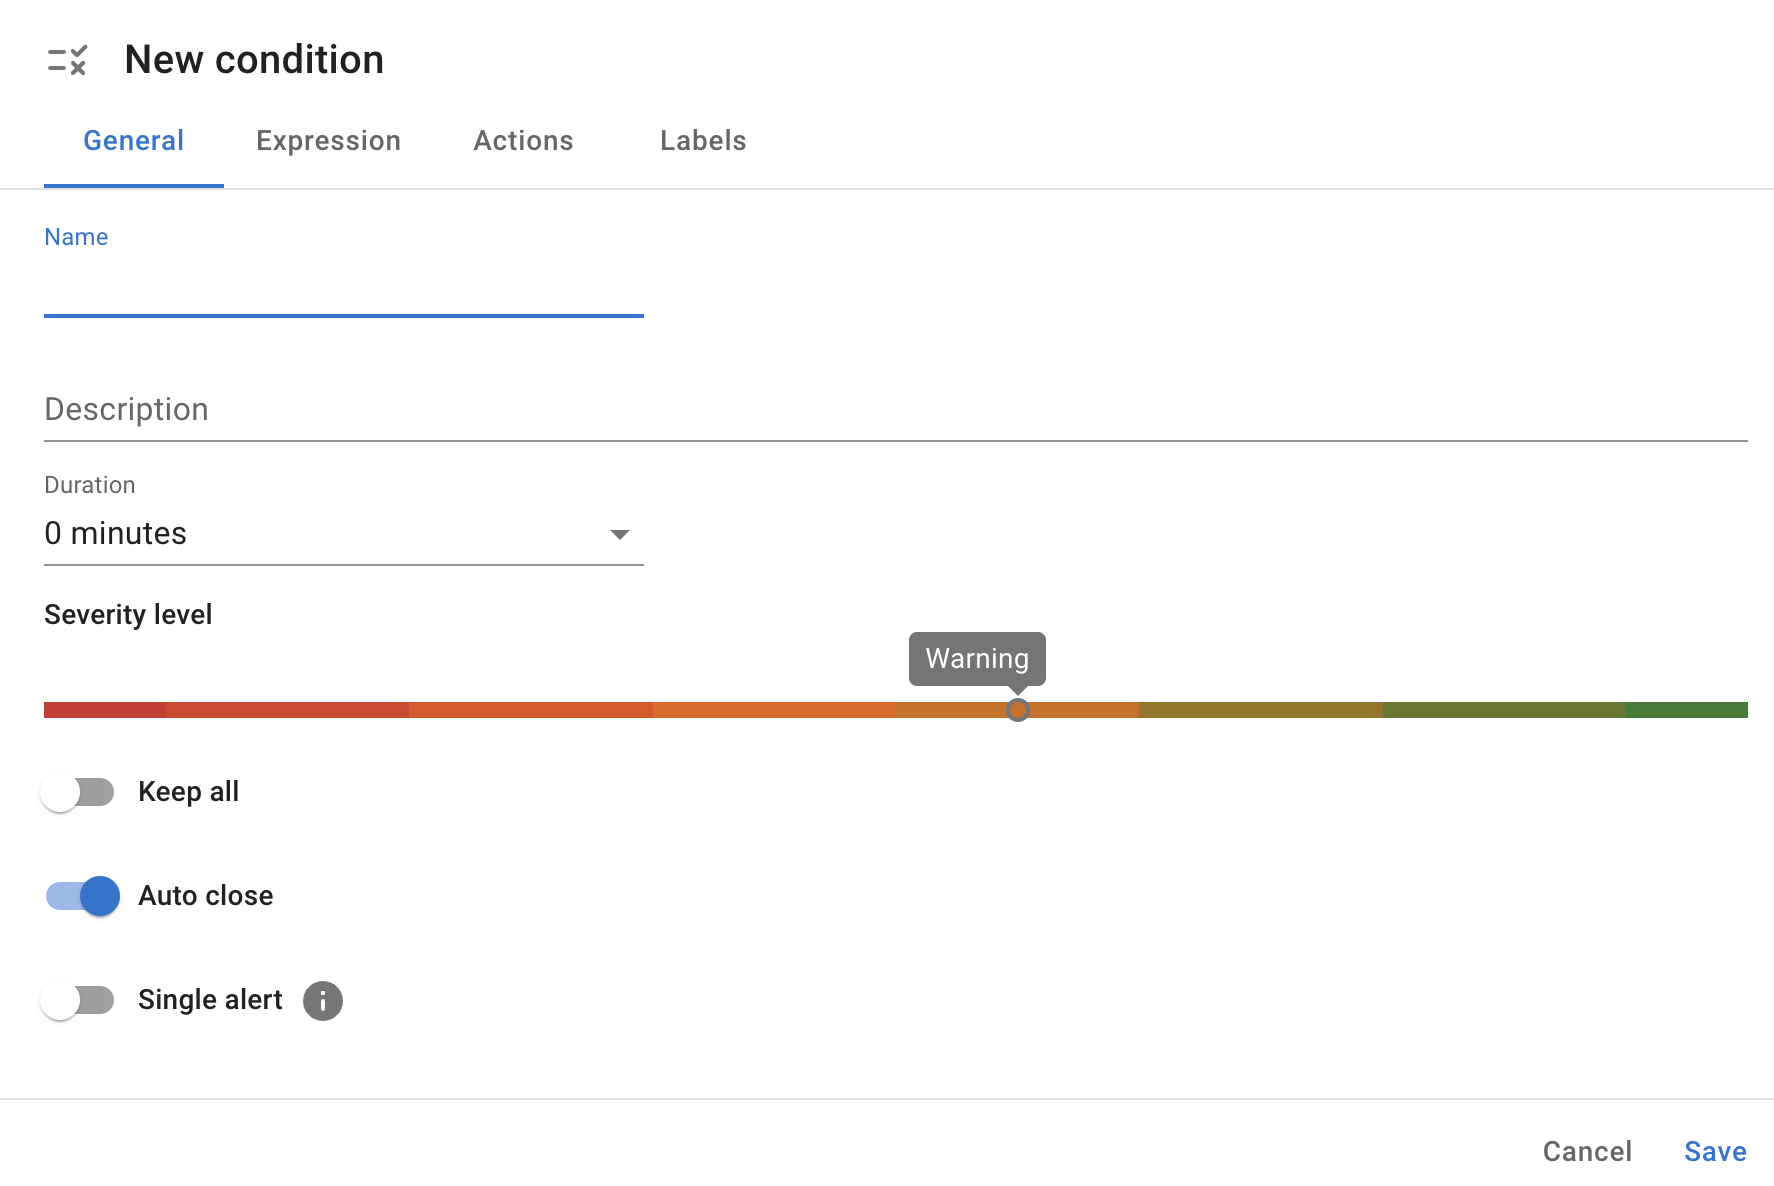 New condition
General Expression Actions Labels
Name
Description
Duration
0 minutes
Severity level
Warning
Keep all
Auto close
Single alert
Cancel Save